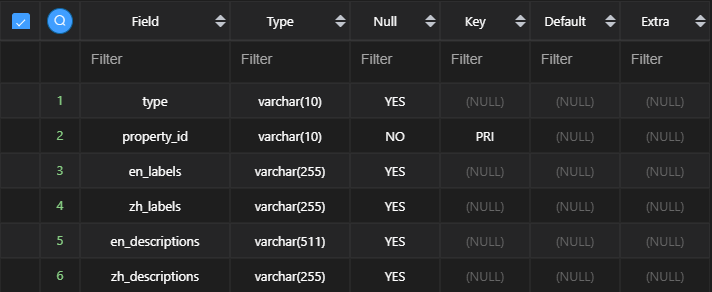 Field Type Null Key Default Extra
Filter Filter Filter Filter Filter Filter
1 type varchar(10) YES (NULL) (NULL) (NULL)
2 property_id varchar(10) NO PRI (NULL) (NULL)
3 en_labels varchar(255) YES (NULL) (NULL) (NULL)
4 zh_labels varchar(255) YES (NULL) (NULL) (NULL)
5 en_descriptions varchar(511) YES (NULL) (NULL) (NULL)
6 zh_descriptions varchar(255) YES (NULL) (NULL) (NULL)